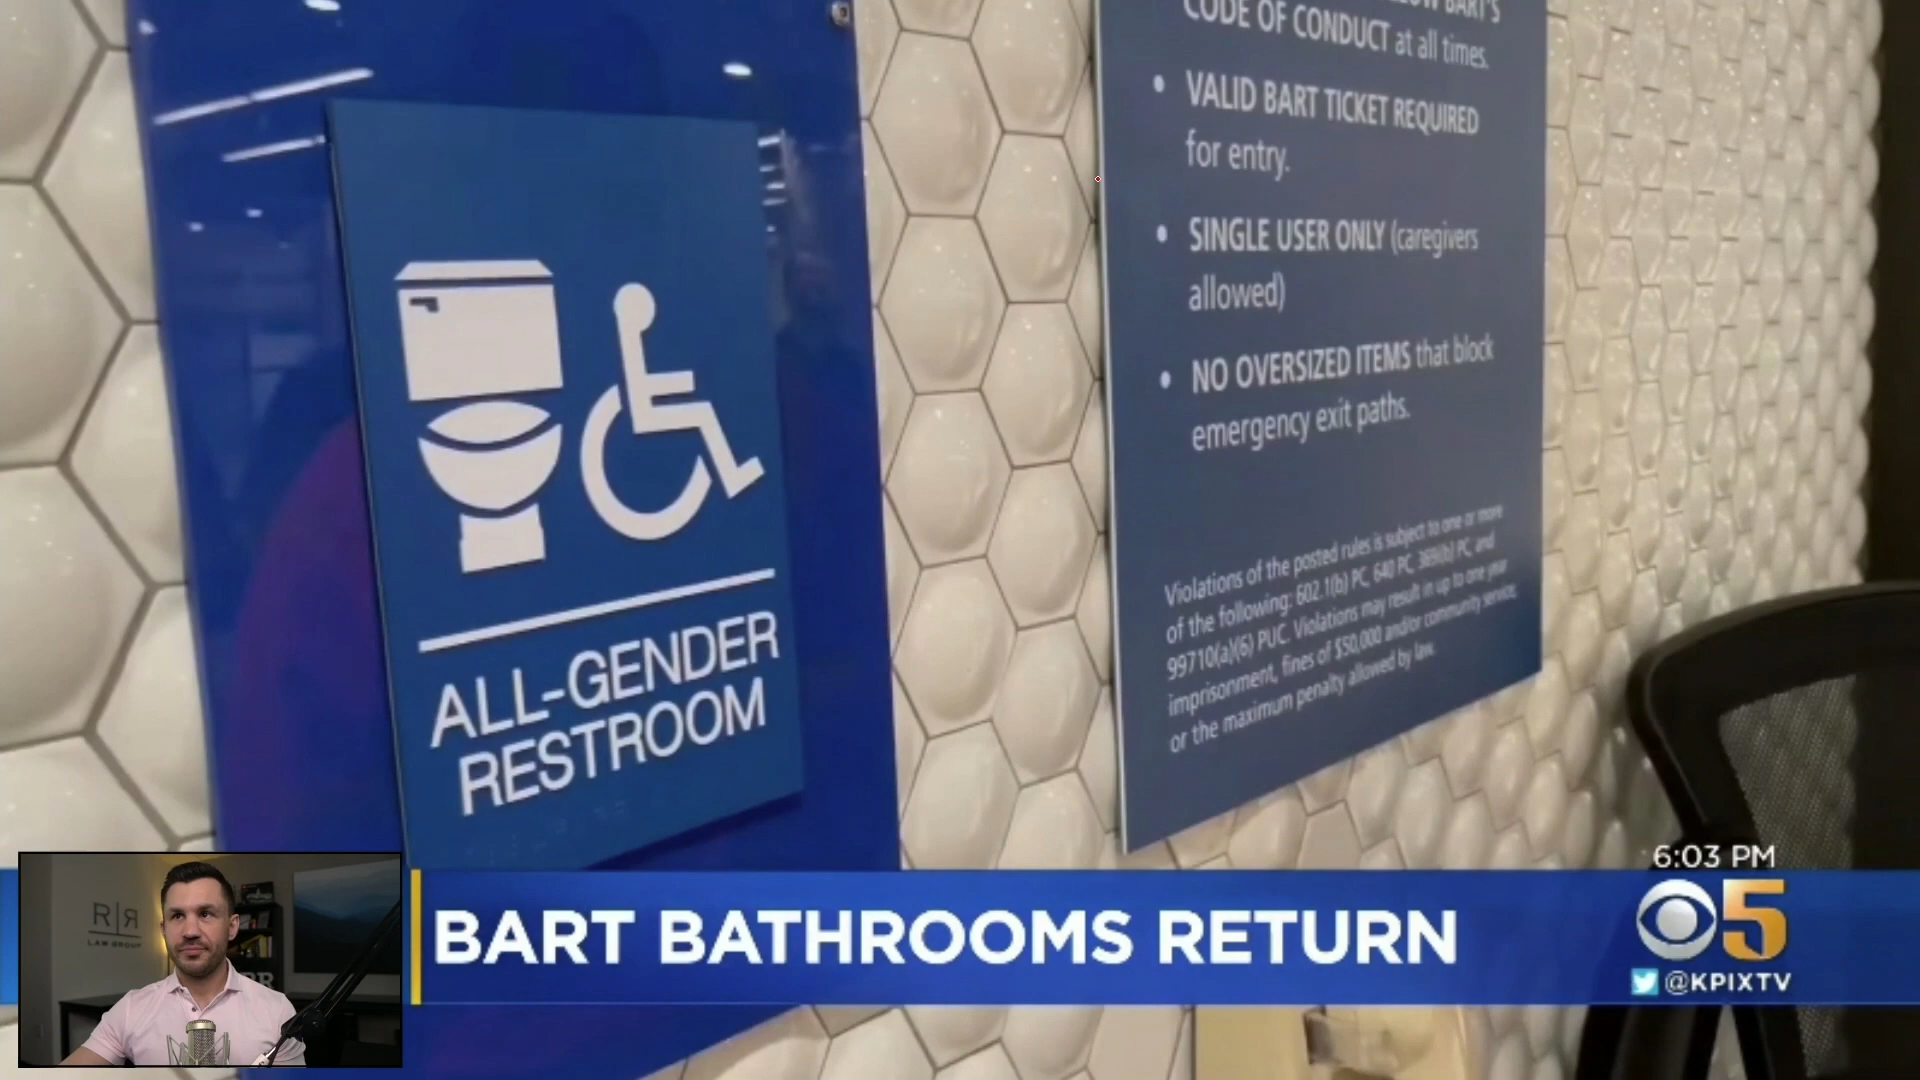 BART'S
CODE OF CONDUCT at all times.
• VALID BART TICKET REQUIRED
for entry.
• SINGLE USER ONLY (caregivers
allowed)
• NO OVERSIZED ITEMS that block
emergency exit paths.
Violations of the posted rules is subject to one or more
of the following: 602.1(b) PC, 640 PC, 369(b) PC, and
99710(a)(6) PUC. Violations may result in up to one year
imprisonment, fines of $50,000 and/or community service,
or the maximum penalty allowed by law.
ALL-GENDER
RESTROOM
6:03 PM
5
BART BATHROOMS RETURN
@KPIXTV
R|R
LAW GROUP